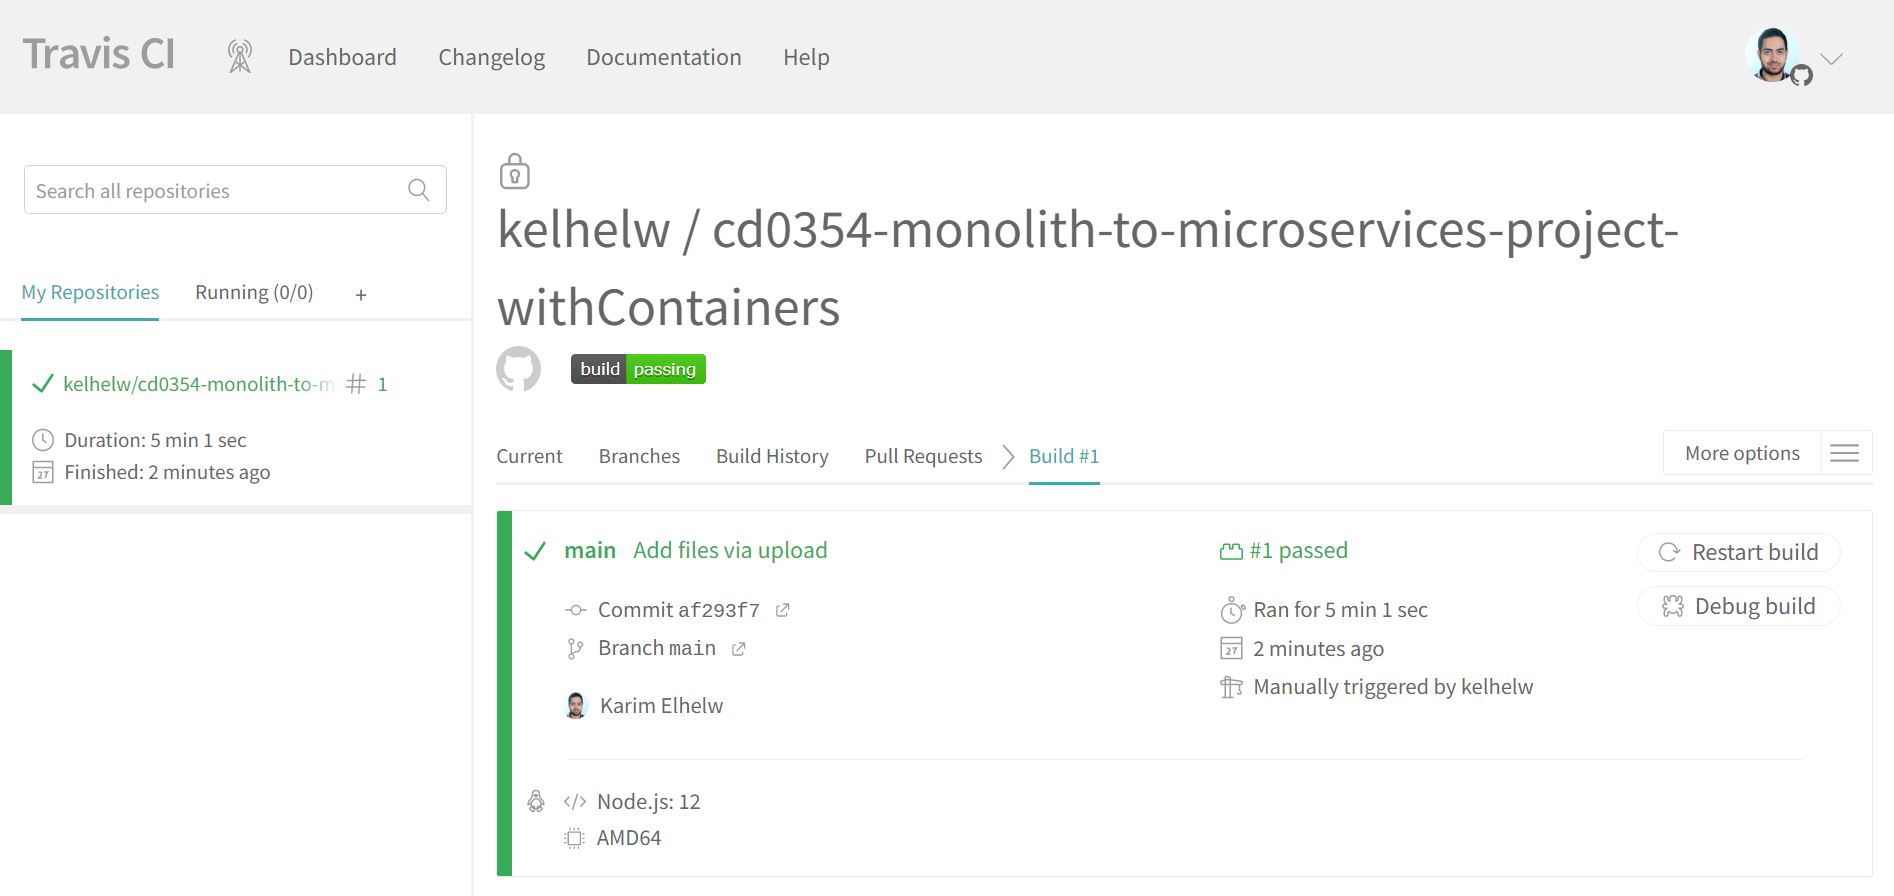 Travis CI
Dashboard
Changelog
Documentation
Help
Search all repositories
My Repositories
Running (0/0)
+
kelhelw/cd0354-monolith-to-m # 1
Duration: 5 min 1 sec
27 Finished: 2 minutes ago
kelhelw / cd0354-monolith-to-microservices-project-
withContainers
build passing
Current
Branches
Build History
Pull Requests
Build #1
More options
main Add files via upload
Commit af293f7
Branch main
Karim Elhelw
#1 passed
Ran for 5 min 1 sec
27 2 minutes ago
Manually triggered by kelhelw
Restart build
Debug build
</> Node.js: 12
AMD64